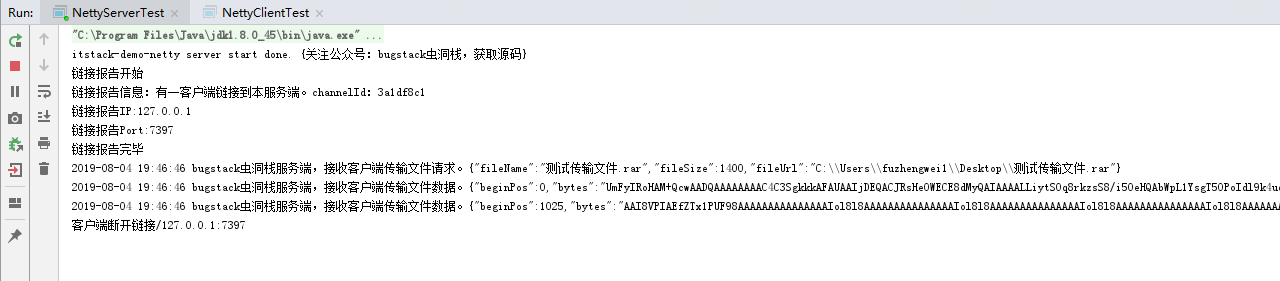 Run: NettyServerTest NettyClientTest
"C:\Program Files\Java\jdk1.8.0_45\bin\java.exe" ...
itstack-demo-netty server start done. {关注公众号：bugstack虫洞栈，获取源码}
链接报告开始
链接报告信息：有一客户端链接到本服务端。channelId：3a1df8c1
链接报告IP:127.0.0.1
链接报告Port:7397
链接报告完毕
2019-08-04 19:46:46 bugstack虫洞栈服务端，接收客户端传输文件请求。{"fileName":"测试传输文件.rar","fileSize":1400,"fileUrl":"C:\\Users\\fuzhengwei1\\Desktop\\测试传输文件.rar"}
2019-08-04 19:46:46 bugstack虫洞栈服务端，接收客户端传输文件数据。{"beginPos":0,"bytes":"
2019-08-04 19:46:46 bugstack虫洞栈服务端，接收客户端传输文件数据。{"beginPos":1025,"bytes":"
客户端断开链接/127.0.0.1:7397